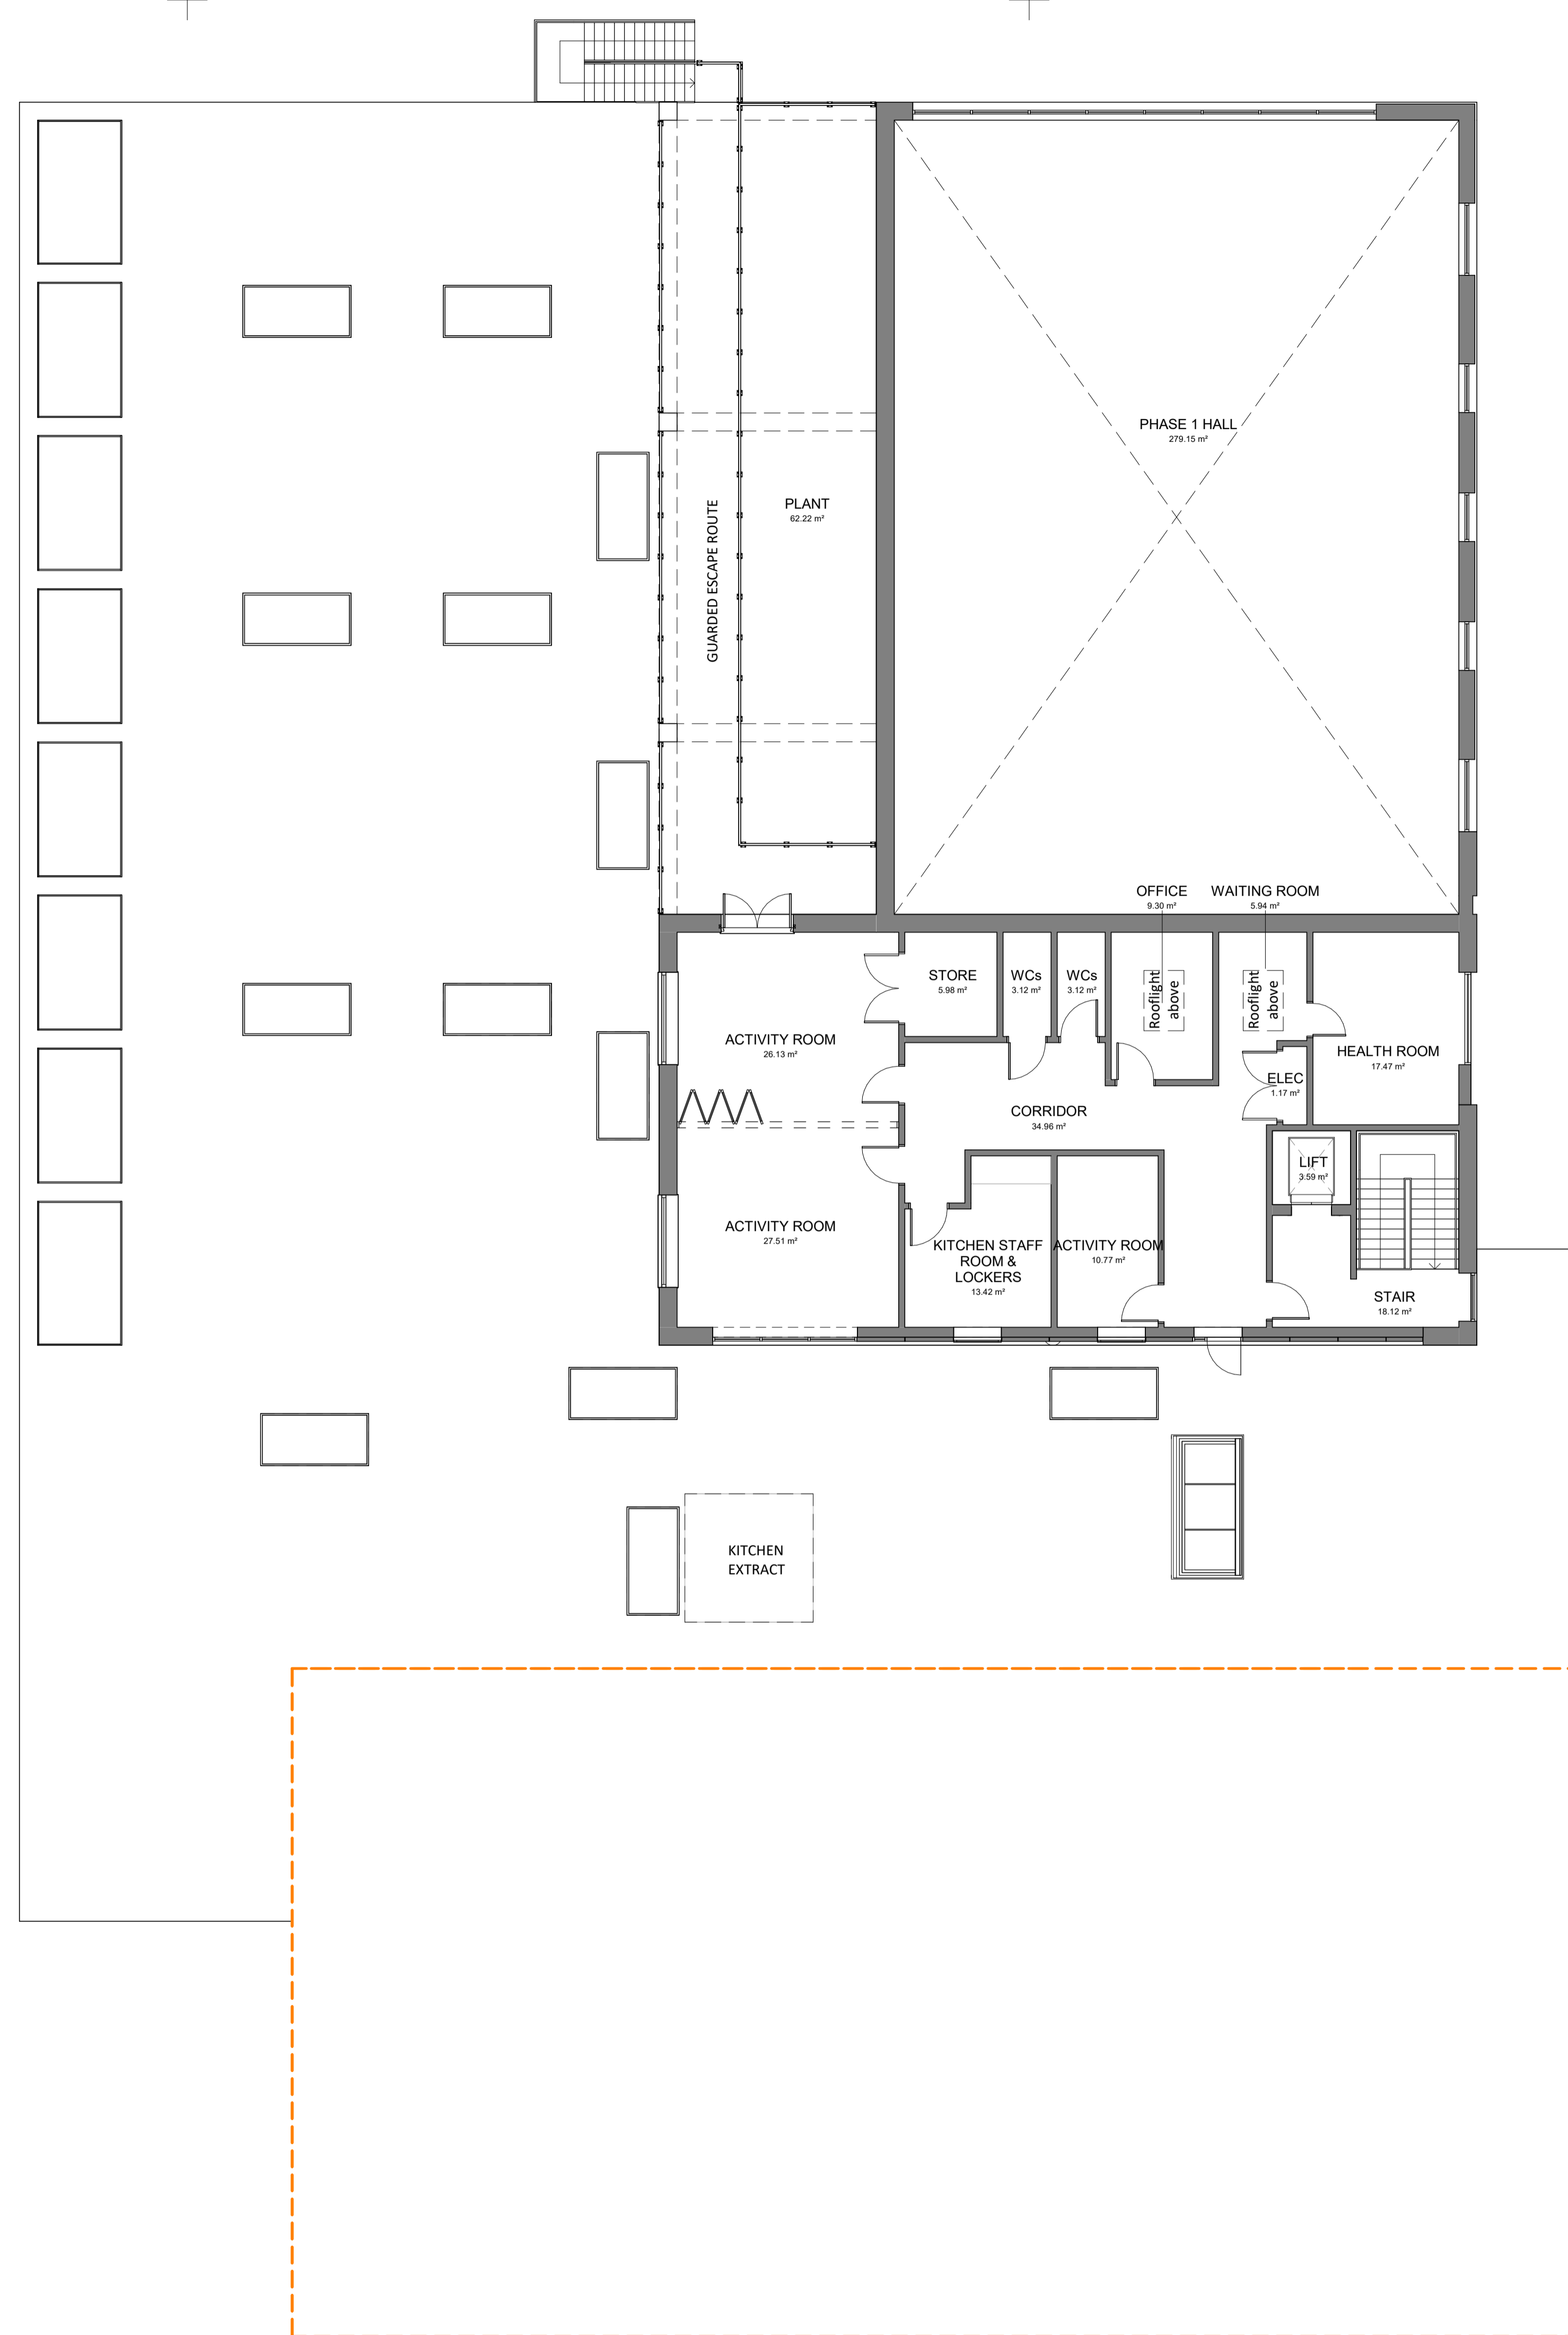 PHASE 1 HALL
279.15 m²
PLANT
62.22 m²
GUARDED ESCAPE ROUTE
OFFICE
9.30 m²
WAITING ROOM
5.94 m²
STORE
5.98 m²
WCs
3.12 m²
WCs
3.12 m²
Rooflight
above
Rooflight
above
ACTIVITY ROOM
26.13 m²
HEALTH ROOM
17.47 m²
ELEC
1.17 m²
CORRIDOR
34.96 m²
LIFT
3.59 m²
ACTIVITY ROOM
27.51 m²
KITCHEN STAFF
ROOM &
LOCKERS
13.42 m²
ACTIVITY ROOM
10.77 m²
STAIR
18.12 m²
KITCHEN
EXTRACT